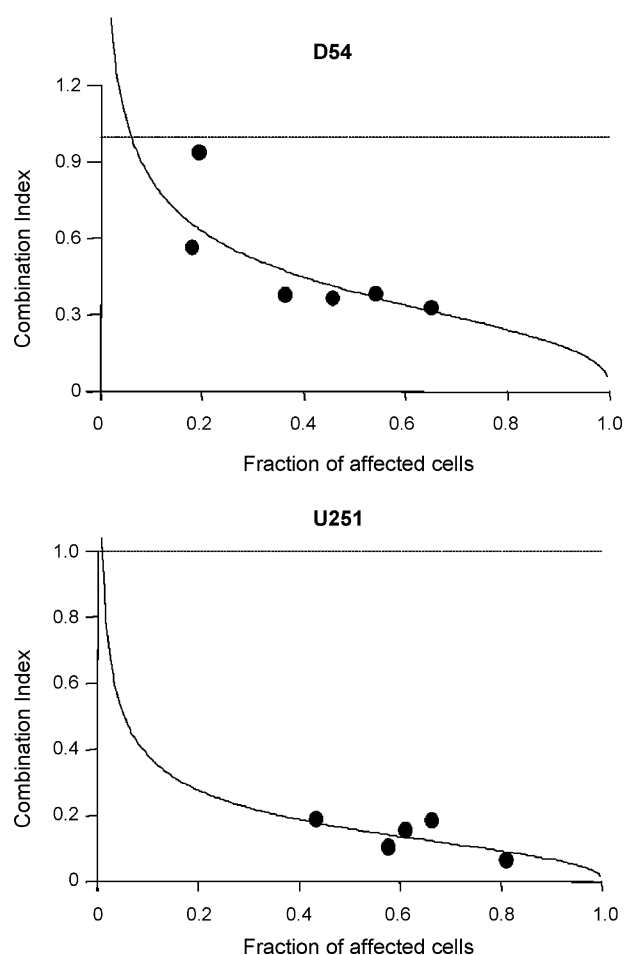 D54
1.2
0.9
0.6
0.3
0
Combination Index
0 0.2 0.4 0.6 0.8 1.0
Fraction of affected cells
U251
1.0
0.8
0.6
0.4
0.2
0
Combination Index
0 0.2 0.4 0.6 0.8 1.0
Fraction of affected cells